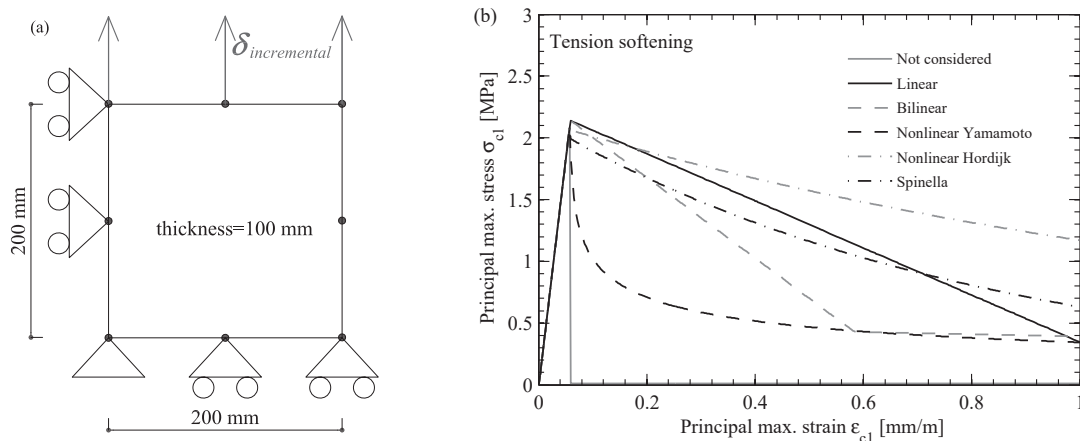 (a)
δincremental
200 mm
thickness=100 mm
200 mm
(b)
Tension softening
Not considered
Linear
Bilinear
Nonlinear Yamamoto
Nonlinear Hordijk
Spinella
Principal max. stress σc1 [MPa]
3
2.5
2
1.5
1
0.5
0
0 0.2 0.4 0.6 0.8 1
Principal max. strain εc1 [mm/m]